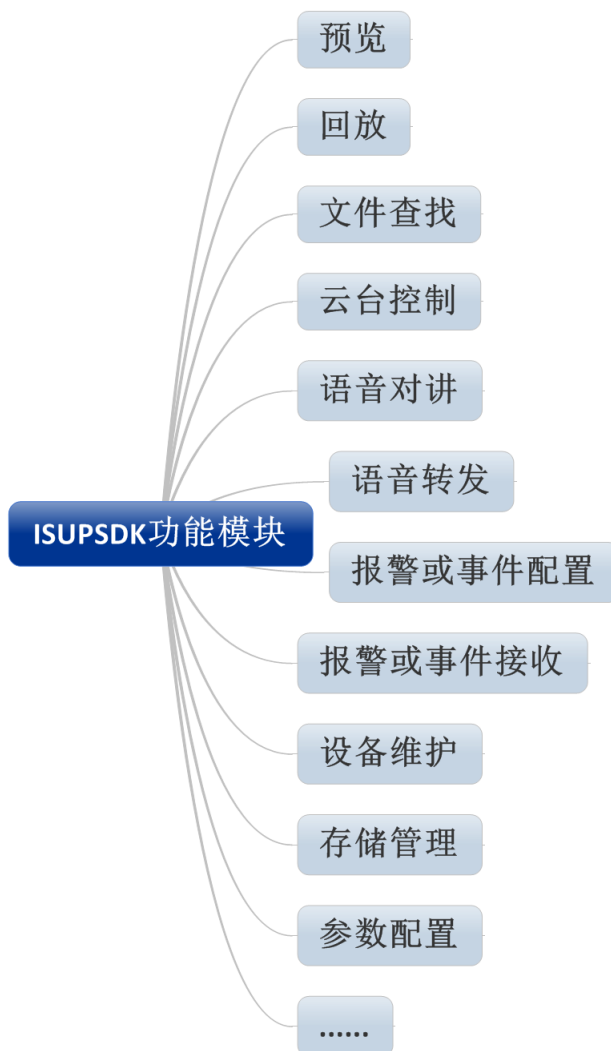 预览
回放
文件查找
云台控制
语音对讲
语音转发
ISUPSDK功能模块
报警或事件配置
报警或事件接收
设备维护
存储管理
参数配置
......